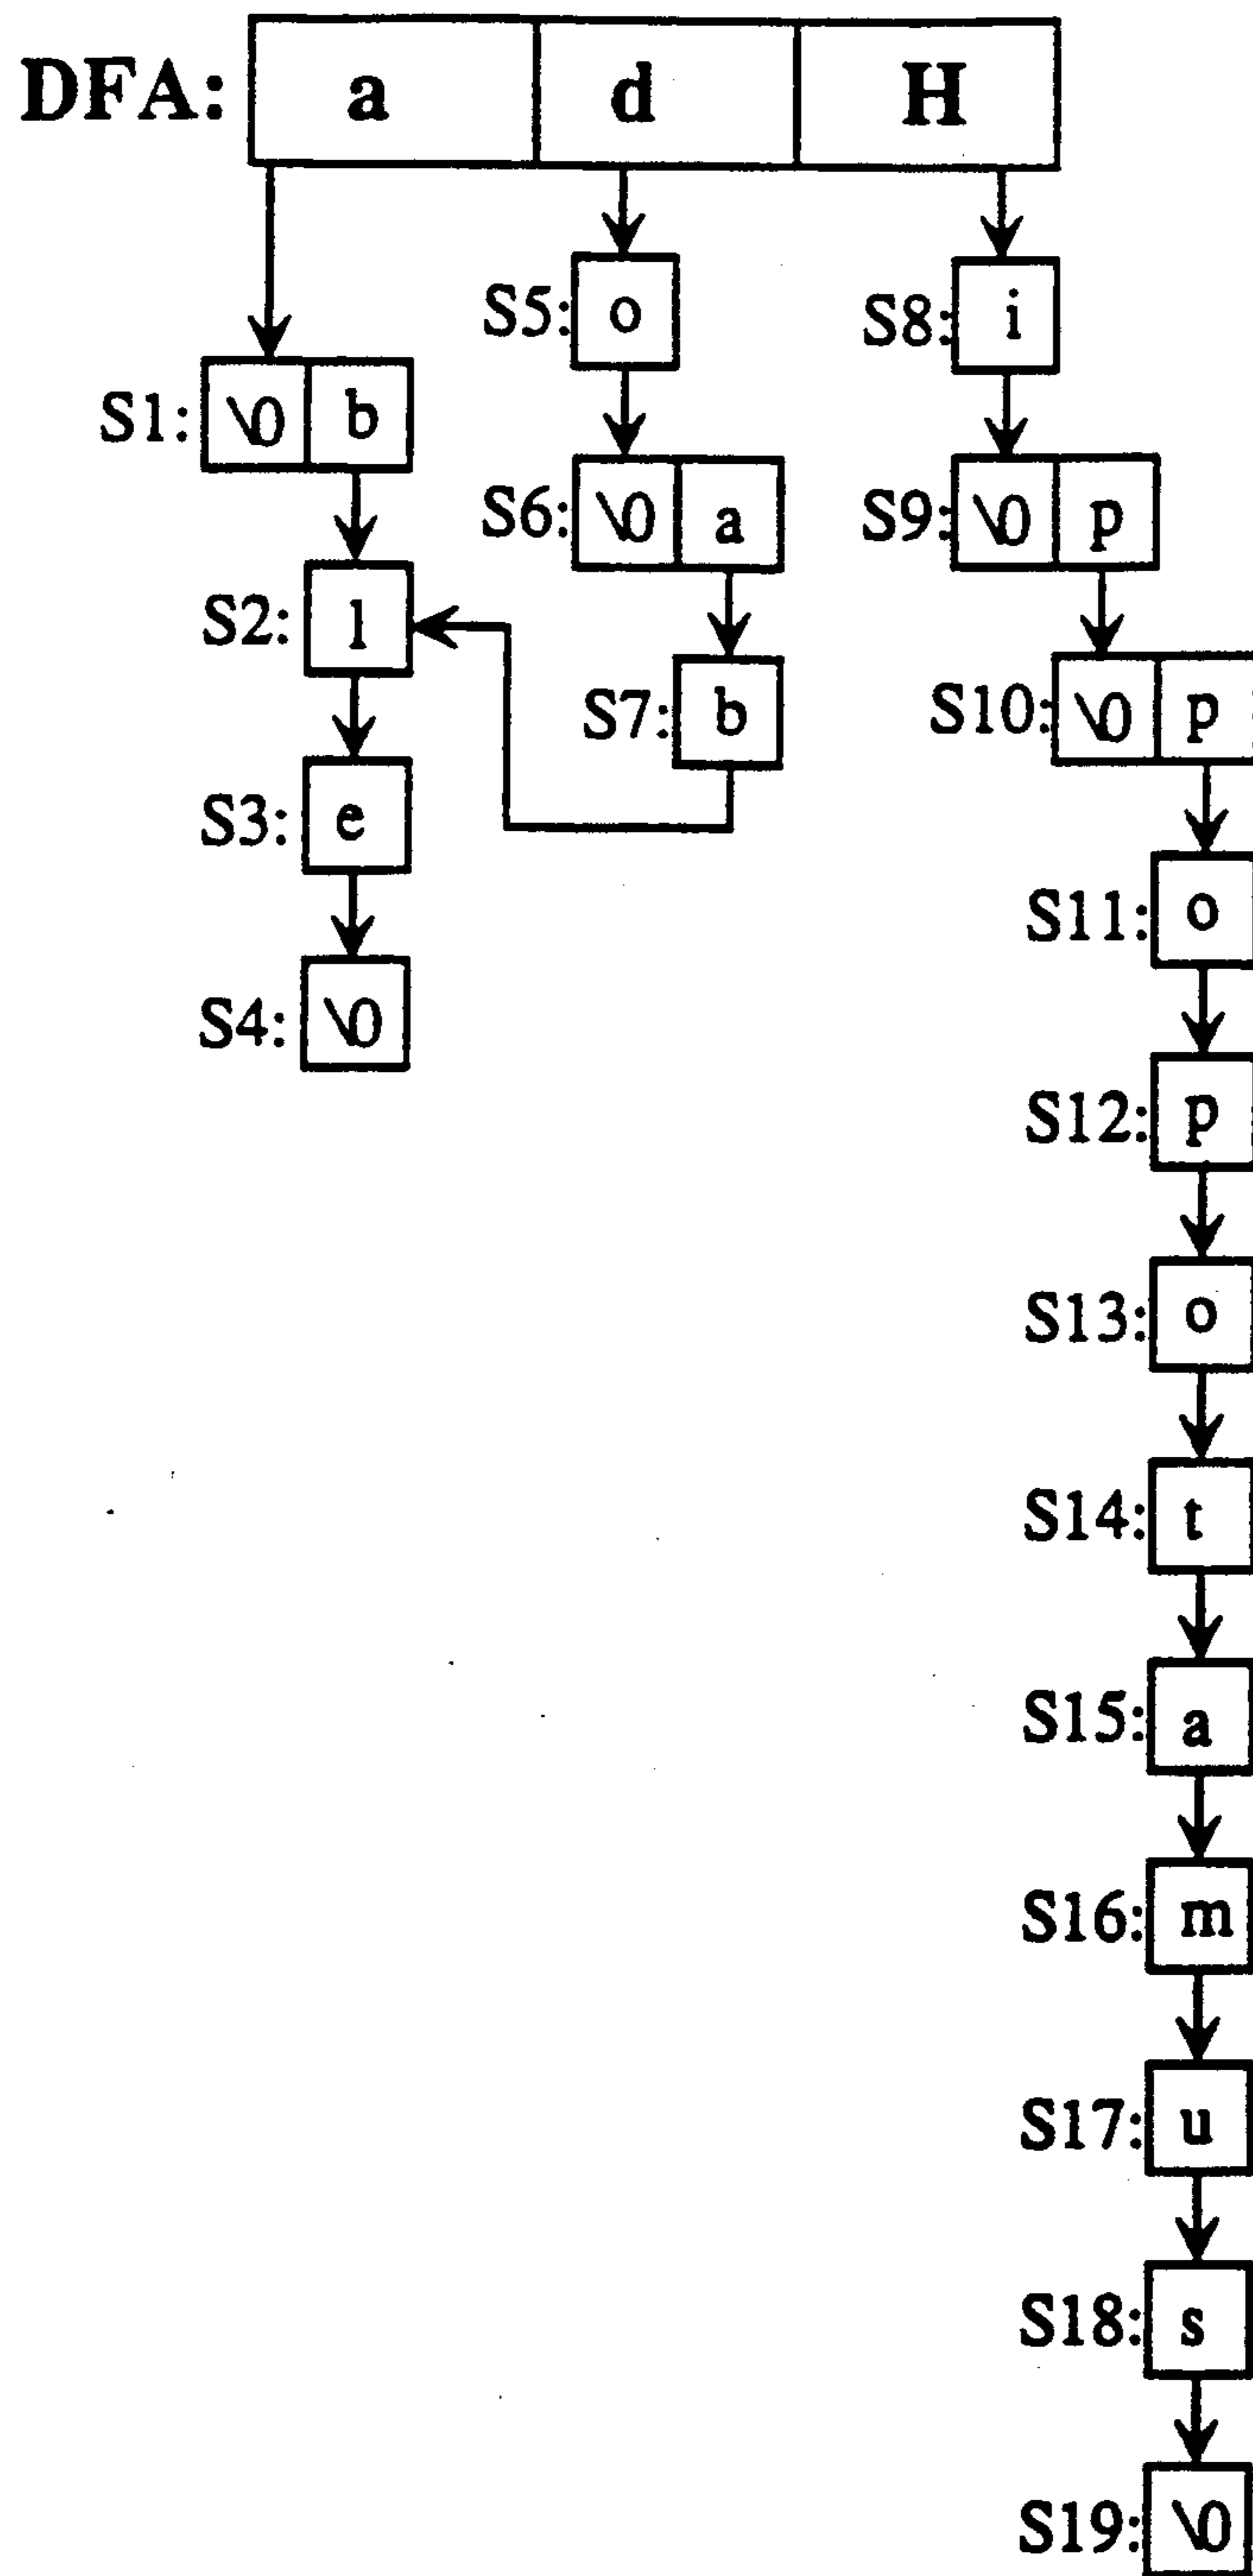 DFA: a d H
S5: o S8: i
S1: \0 b
S6: \0 a S9: \0 p
S2: l
S7: b S10: \0 p
S3: e
S11: o
S4: \0
S12: p
S13: o
S14: t
S15: a
S16: m
S17: u
S18: s
S19: \0